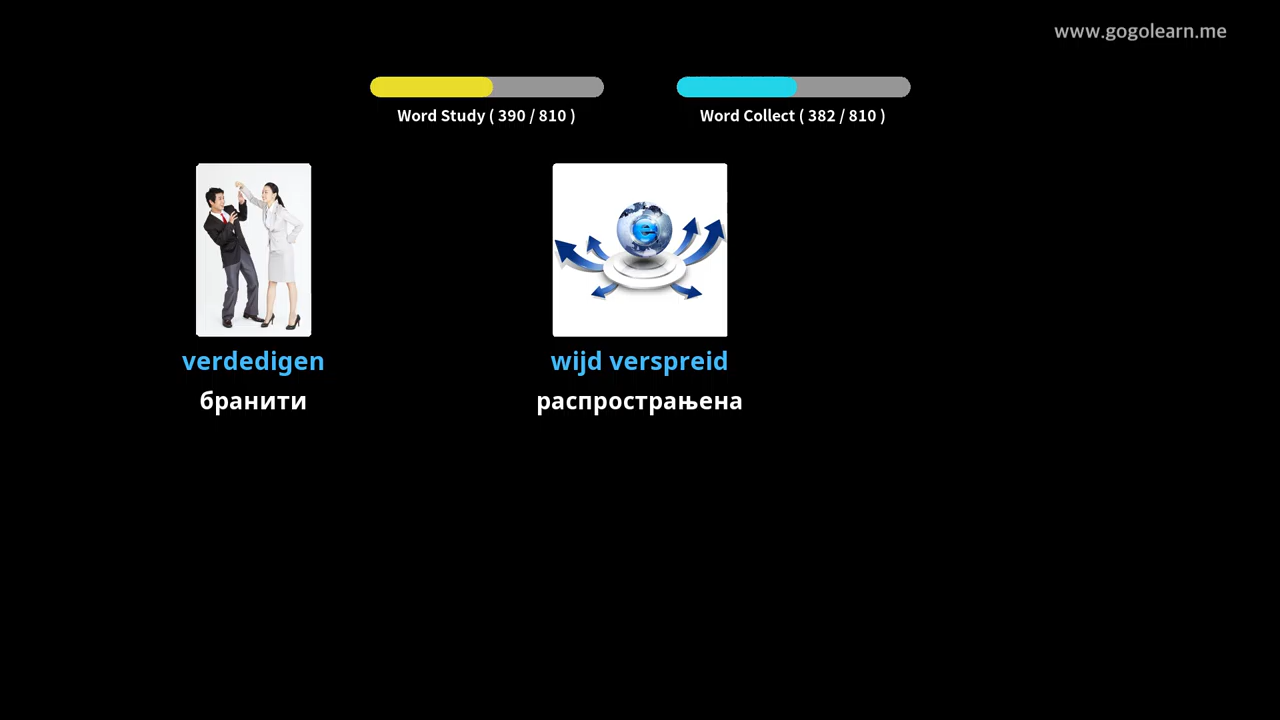 www.gogolearn.me
Word Study ( 390 / 810 )
Word Collect ( 382 / 810 )
e
verdedigen
wijd verspreid
бранити
распрострањена